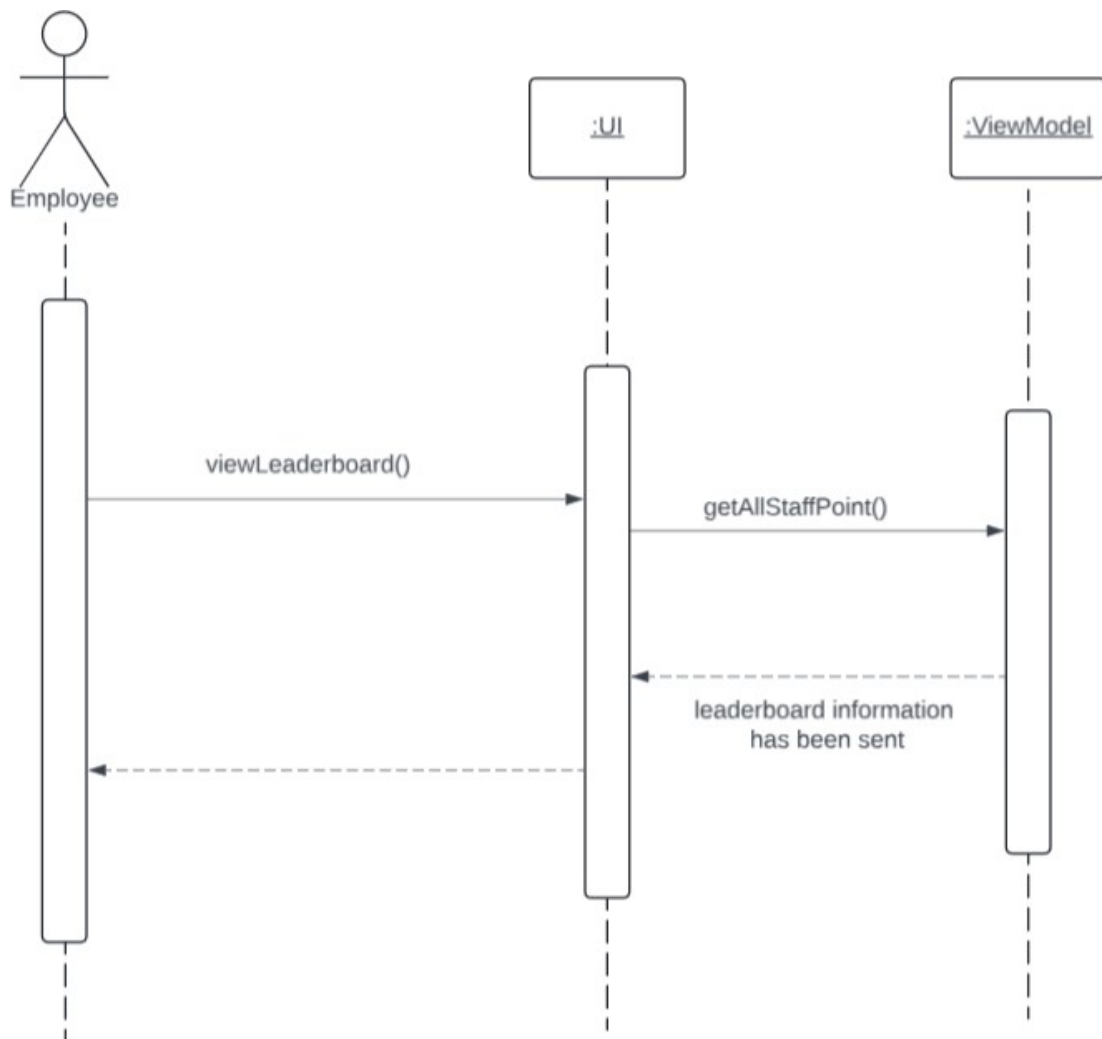 :UI
:ViewModel
Employee
viewLeaderboard()
getAllStaffPoint()
leaderboard information
has been sent